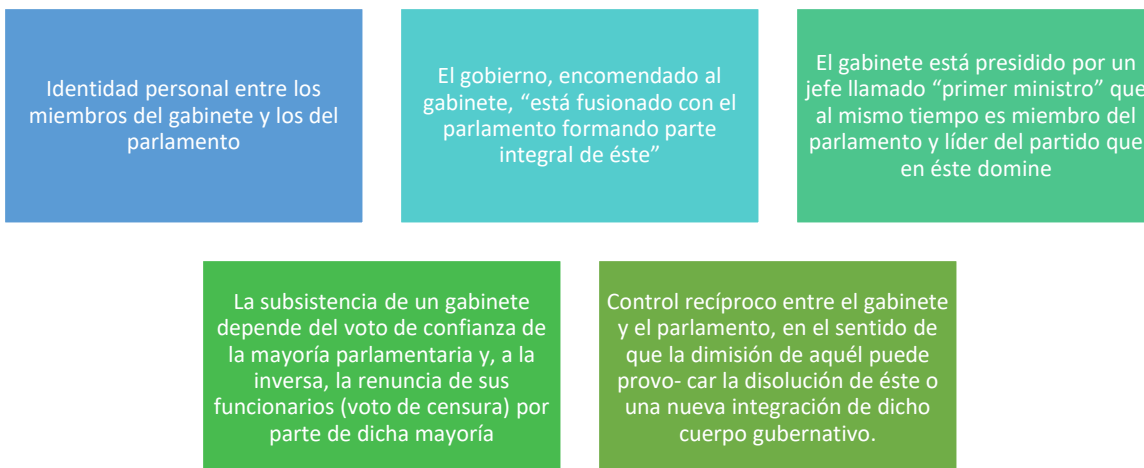 Identidad personal entre los
miembros del gabinete y los del
parlamento
El gobierno, encomendado al
gabinete, “está fusionado con el
parlamento formando parte
integral de éste”
El gabinete está presidido por un
jefe llamado “primer ministro” que
al mismo tiempo es miembro del
parlamento y líder del partido que
en éste domine
La subsistencia de un gabinete
depende del voto de confianza de
la mayoría parlamentaria y, a la
inversa, la renuncia de sus
funcionarios (voto de censura) por
parte de dicha mayoría
Control recíproco entre el gabinete
y el parlamento, en el sentido de
que la dimisión de aquél puede
provo- car la disolución de éste o
una nueva integración de dicho
cuerpo gubernativo.